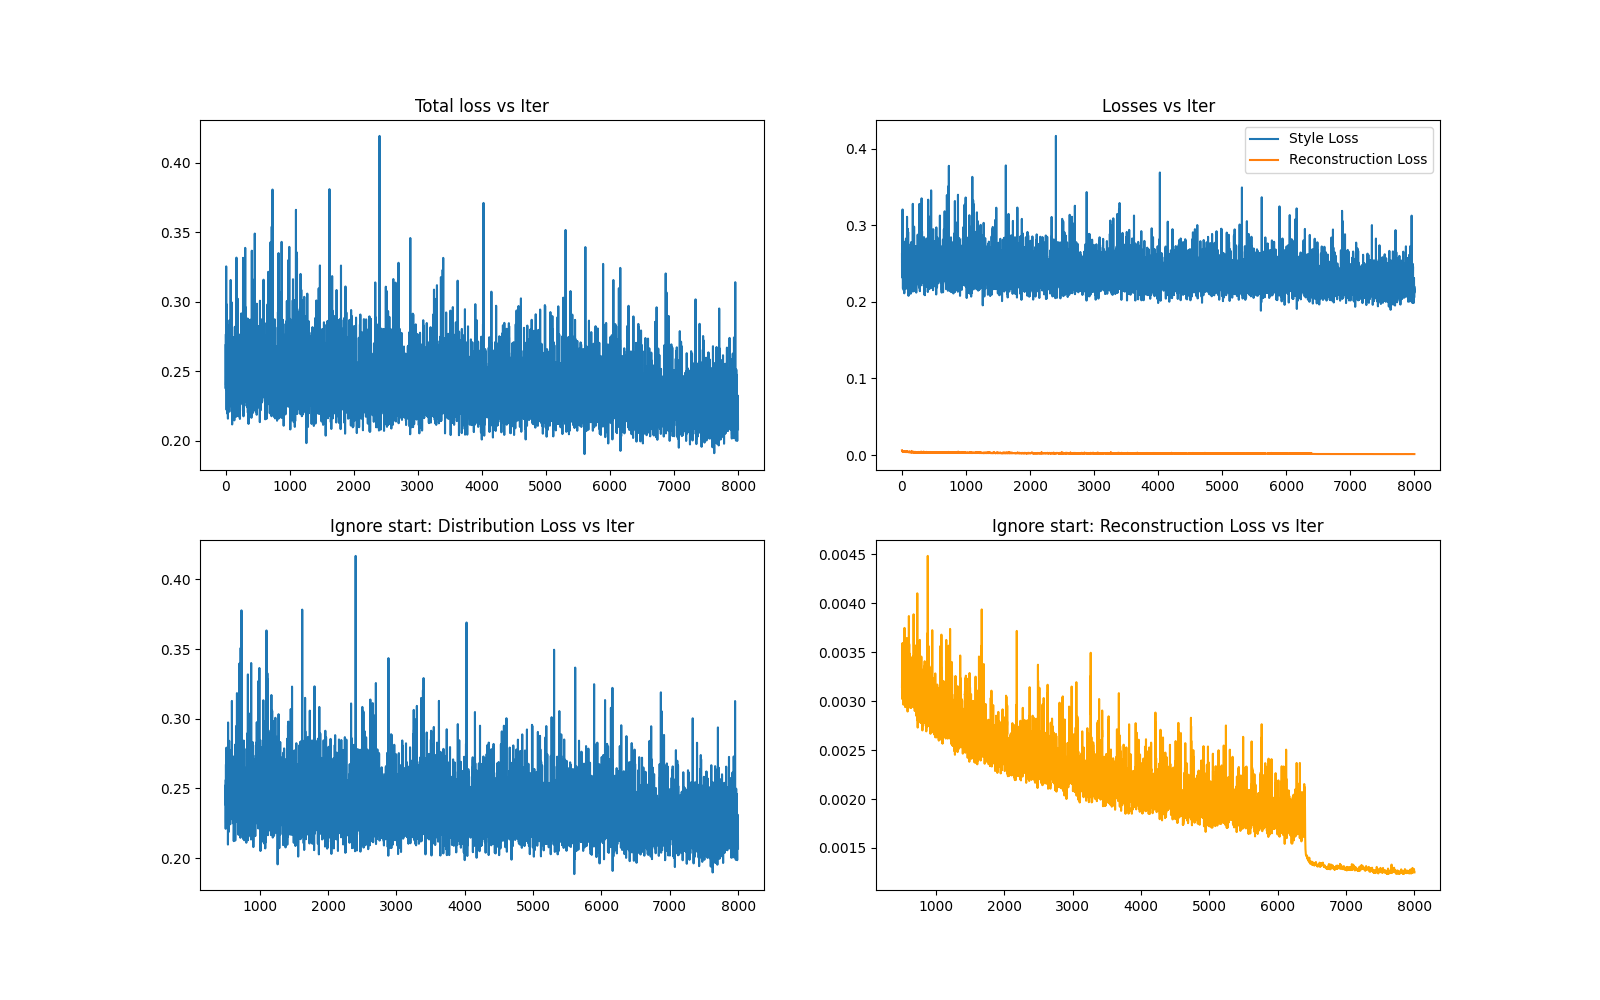 Total loss vs Iter
0.40
0.35
0.30
0.25
0.20
0 1000 2000 3000 4000 5000 6000 7000 8000
Losses vs Iter
Style Loss
Reconstruction Loss
0.4
0.3
0.2
0.1
0.0
0 1000 2000 3000 4000 5000 6000 7000 8000
Ignore start: Distribution Loss vs Iter
0.40
0.35
0.30
0.25
0.20
1000 2000 3000 4000 5000 6000 7000 8000
Ignore start: Reconstruction Loss vs Iter
0.0045
0.0040
0.0035
0.0030
0.0025
0.0020
0.0015
1000 2000 3000 4000 5000 6000 7000 8000